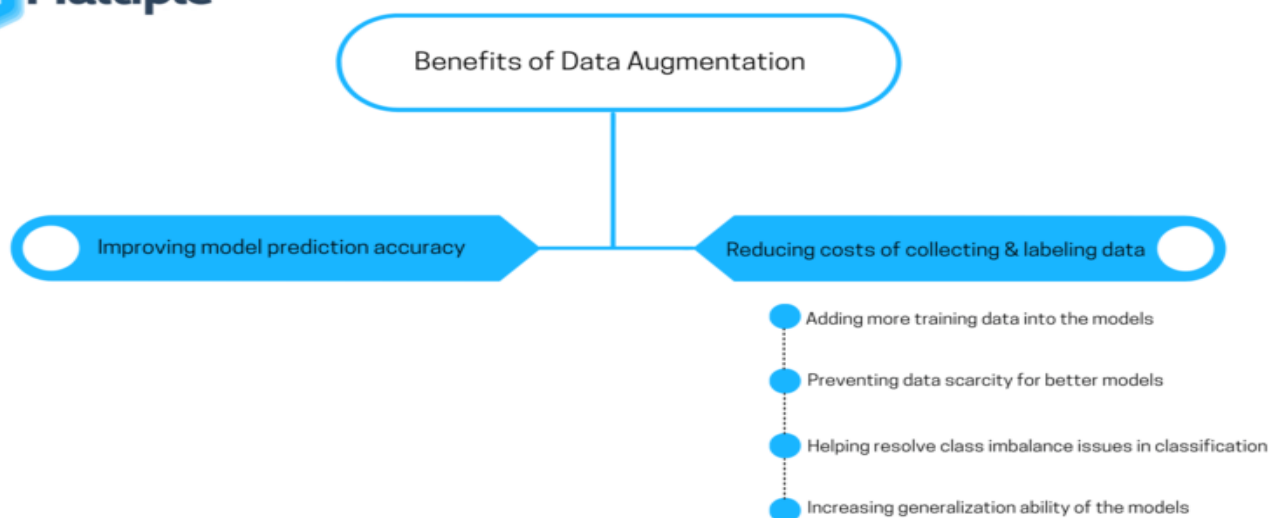 Benefits of Data Augmentation
Improving model prediction accuracy
Reducing costs of collecting & labeling data
Adding more training data into the models
Preventing data scarcity for better models
Helping resolve class imbalance issues in classification
Increasing generalization ability of the models